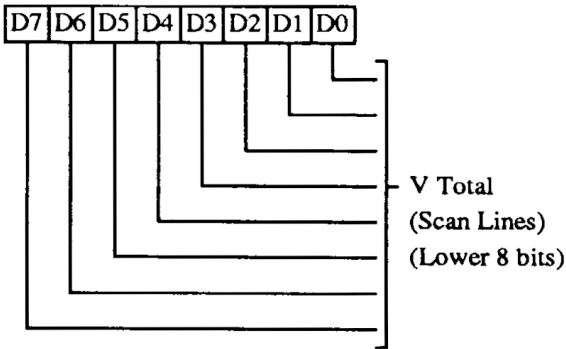 D7 D6 D5 D4 D3 D2 D1 D0
V Total
(Scan Lines)
(Lower 8 bits)